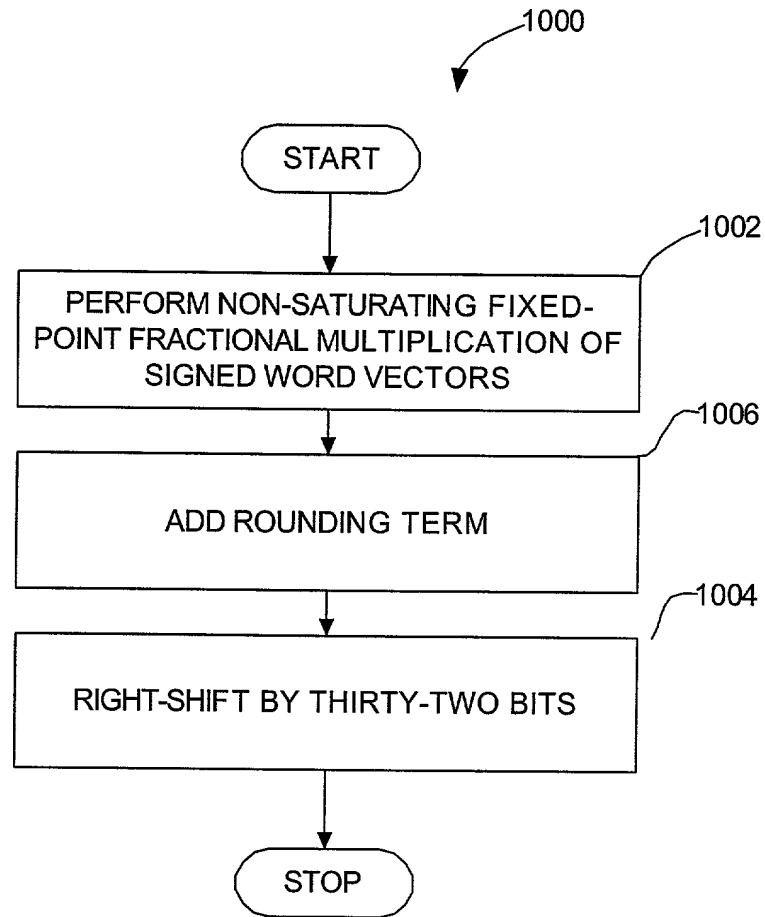 1000
START
1002
PERFORM NON-SATURATING FIXED-
POINT FRACTIONAL MULTIPLICATION OF
SIGNED WORD VECTORS
1006
ADD ROUNDING TERM
1004
RIGHT-SHIFT BY THIRTY-TWO BITS
STOP